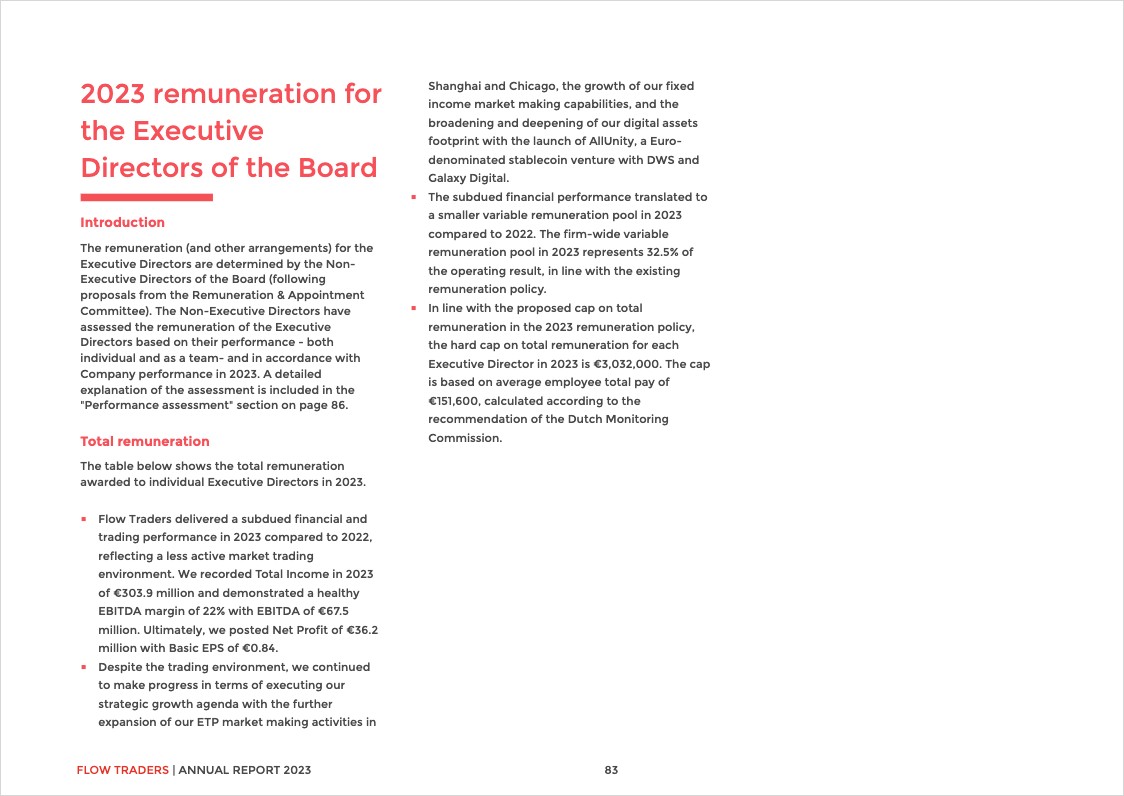 2023 remuneration for
the Executive
Directors of the Board
Introduction
The remuneration (and other arrangements) for the
Executive Directors are determined by the Non-
Executive Directors of the Board (following
proposals from the Remuneration & Appointment
Committee). The Non-Executive Directors have
assessed the remuneration of the Executive
Directors based on their performance - both
individual and as a team- and in accordance with
Company performance in 2023. A detailed
explanation of the assessment is included in the
"Performance assessment" section on page 86.
Total remuneration
The table below shows the total remuneration
awarded to individual Executive Directors in 2023.
▪ Flow Traders delivered a subdued financial and
trading performance in 2023 compared to 2022,
reflecting a less active market trading
environment. We recorded Total Income in 2023
of €303.9 million and demonstrated a healthy
EBITDA margin of 22% with EBITDA of €67.5
million. Ultimately, we posted Net Profit of €36.2
million with Basic EPS of €0.84.
▪ Despite the trading environment, we continued
to make progress in terms of executing our
strategic growth agenda with the further
expansion of our ETP market making activities in
Shanghai and Chicago, the growth of our fixed
income market making capabilities, and the
broadening and deepening of our digital assets
footprint with the launch of AllUnity, a Euro-
denominated stablecoin venture with DWS and
Galaxy Digital.
▪ The subdued financial performance translated to
a smaller variable remuneration pool in 2023
compared to 2022. The firm-wide variable
remuneration pool in 2023 represents 32.5% of
the operating result, in line with the existing
remuneration policy.
▪ In line with the proposed cap on total
remuneration in the 2023 remuneration policy,
the hard cap on total remuneration for each
Executive Director in 2023 is €3,032,000. The cap
is based on average employee total pay of
€151,600, calculated according to the
recommendation of the Dutch Monitoring
Commission.
FLOW TRADERS | ANNUAL REPORT 2023
83